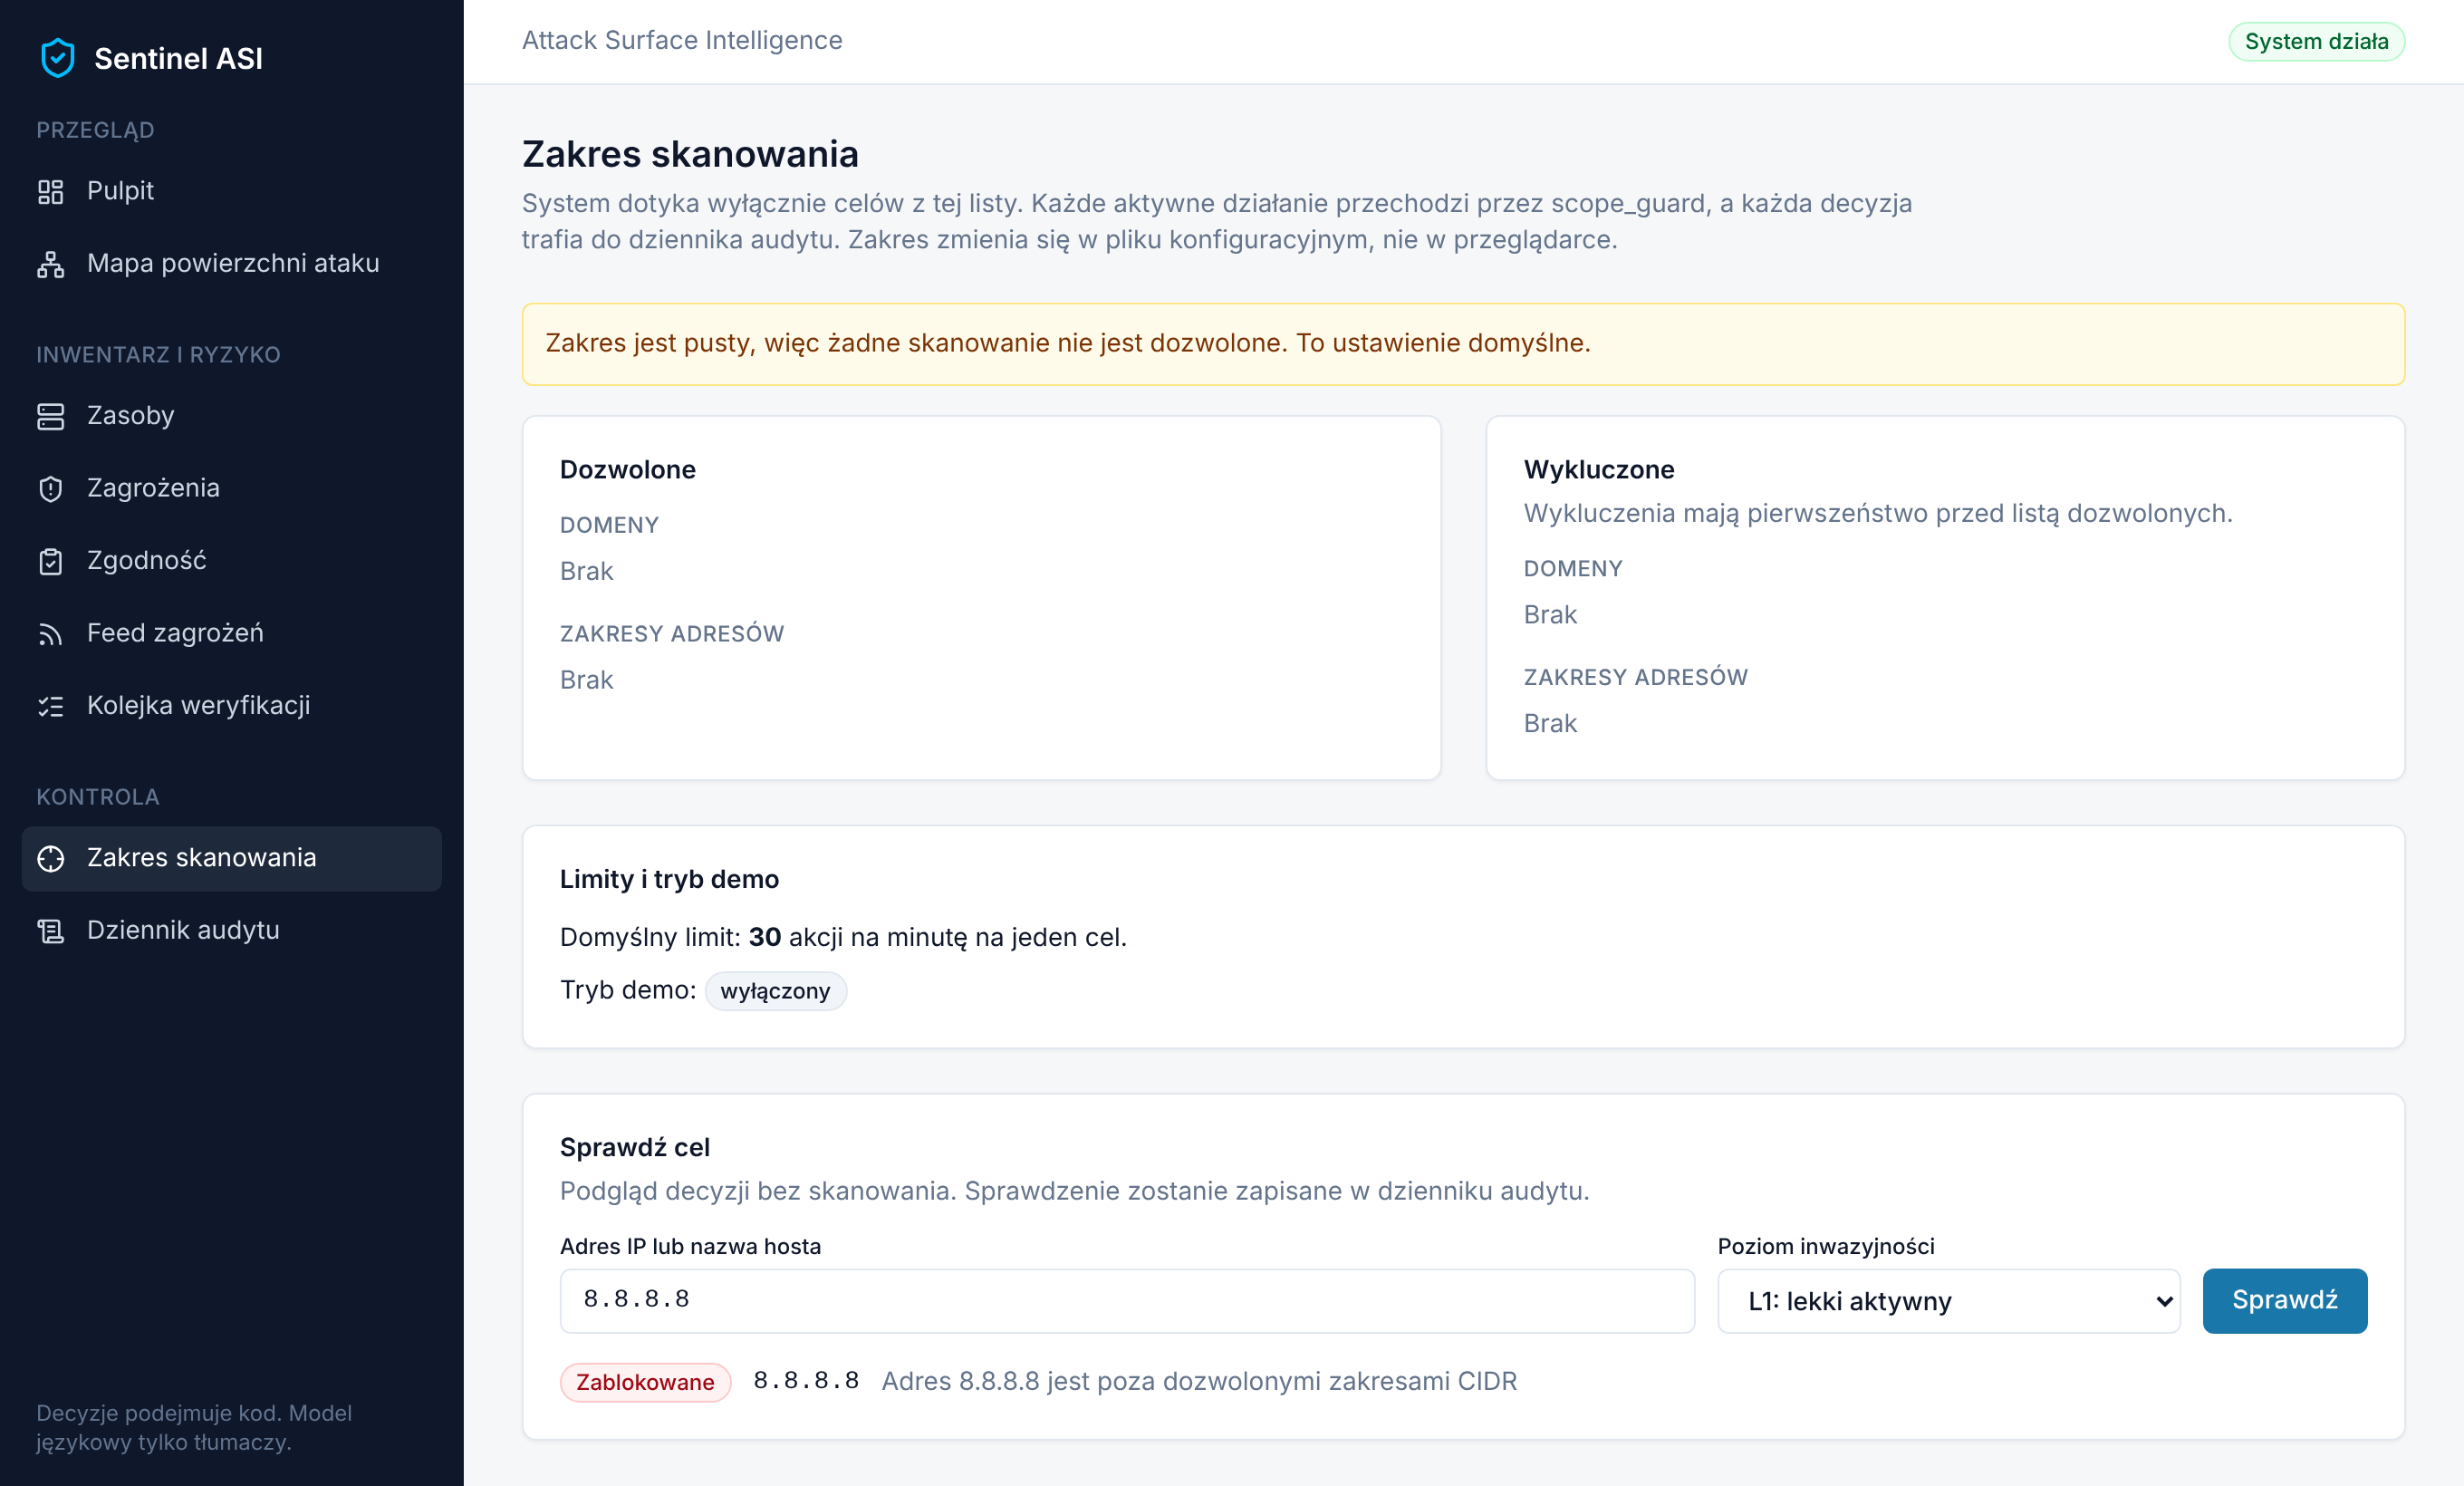 Sentinel ASI
PRZEGLĄD
Pulpit
Mapa powierzchni ataku
INWENTARZ I RYZYKO
Zasoby
Zagrożenia
Zgodność
Feed zagrożeń
Kolejka weryfikacji
KONTROLA
Zakres skanowania
Dziennik audytu
Decyzje podejmuje kod. Model
językowy tylko tłumaczy.
Attack Surface Intelligence
System działa
Zakres skanowania
System dotyka wyłącznie celów z tej listy. Każde aktywne działanie przechodzi przez scope_guard, a każda decyzja
trafia do dziennika audytu. Zakres zmienia się w pliku konfiguracyjnym, nie w przeglądarce.
Zakres jest pusty, więc żadne skanowanie nie jest dozwolone. To ustawienie domyślne.
Dozwolone
DOMENY
Brak
ZAKRESY ADRESÓW
Brak
Wykluczone
Wykluczenia mają pierwszeństwo przed listą dozwolonych.
DOMENY
Brak
ZAKRESY ADRESÓW
Brak
Limity i tryb demo
Domyślny limit: 30 akcji na minutę na jeden cel.
Tryb demo: wyłączony
Sprawdź cel
Podgląd decyzji bez skanowania. Sprawdzenie zostanie zapisane w dzienniku audytu.
Adres IP lub nazwa hosta
8.8.8.8
Poziom inwazyjności
L1: lekki aktywny
Sprawdź
Zablokowane 8.8.8.8 Adres 8.8.8.8 jest poza dozwolonymi zakresami CIDR